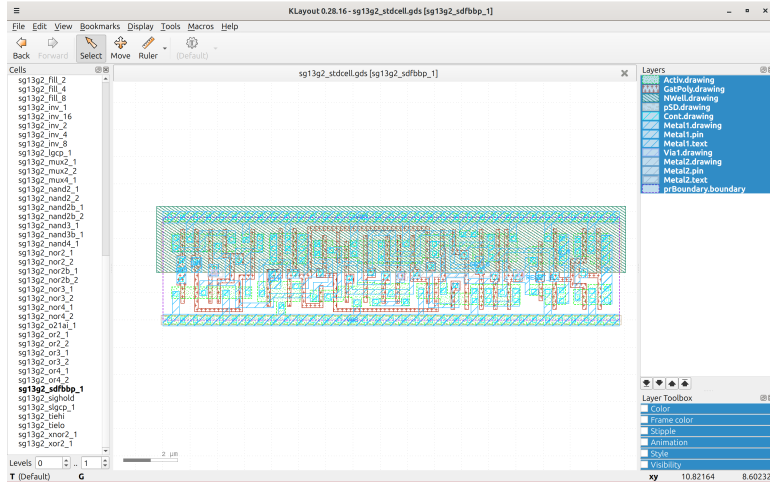 KLayout 0.28.16 - sg13g2_stdcell.gds [sg13g2_sdfbbp_1]
File Edit View Bookmarks Display Tools Macros Help
Back Forward Select Move Ruler (Default)
Cells
sg13g2_fill_2
sg13g2_fill_4
sg13g2_fill_8
sg13g2_inv_1
sg13g2_inv_16
sg13g2_inv_2
sg13g2_inv_4
sg13g2_inv_8
sg13g2_lgcp_1
sg13g2_mux2_1
sg13g2_mux2_2
sg13g2_mux4_1
sg13g2_nand2_1
sg13g2_nand2_2
sg13g2_nand2b_1
sg13g2_nand2b_2
sg13g2_nand3_1
sg13g2_nand3b_1
sg13g2_nand4_1
sg13g2_nor2_1
sg13g2_nor2_2
sg13g2_nor2b_1
sg13g2_nor2b_2
sg13g2_nor3_1
sg13g2_nor3_2
sg13g2_nor4_1
sg13g2_nor4_2
sg13g2_o21ai_1
sg13g2_or2_1
sg13g2_or2_2
sg13g2_or3_1
sg13g2_or3_2
sg13g2_or4_1
sg13g2_or4_2
sg13g2_sdfbbp_1
sg13g2_sighold
sg13g2_slgcp_1
sg13g2_tiehi
sg13g2_tielo
sg13g2_xnor2_1
sg13g2_xor2_1
Levels 0 .. 1
sg13g2_stdcell.gds [sg13g2_sdfbbp_1]
2 μm
Layers
Activ.drawing
GatPoly.drawing
NWell.drawing
pSD.drawing
Cont.drawing
Metal1.drawing
Metal1.pin
Metal1.text
Via1.drawing
Metal2.drawing
Metal2.pin
Metal2.text
prBoundary.boundary
Layer Toolbox
Color
Frame color
Stipple
Animation
Style
Visibility
T (Default) G xy 10.82164 8.60232